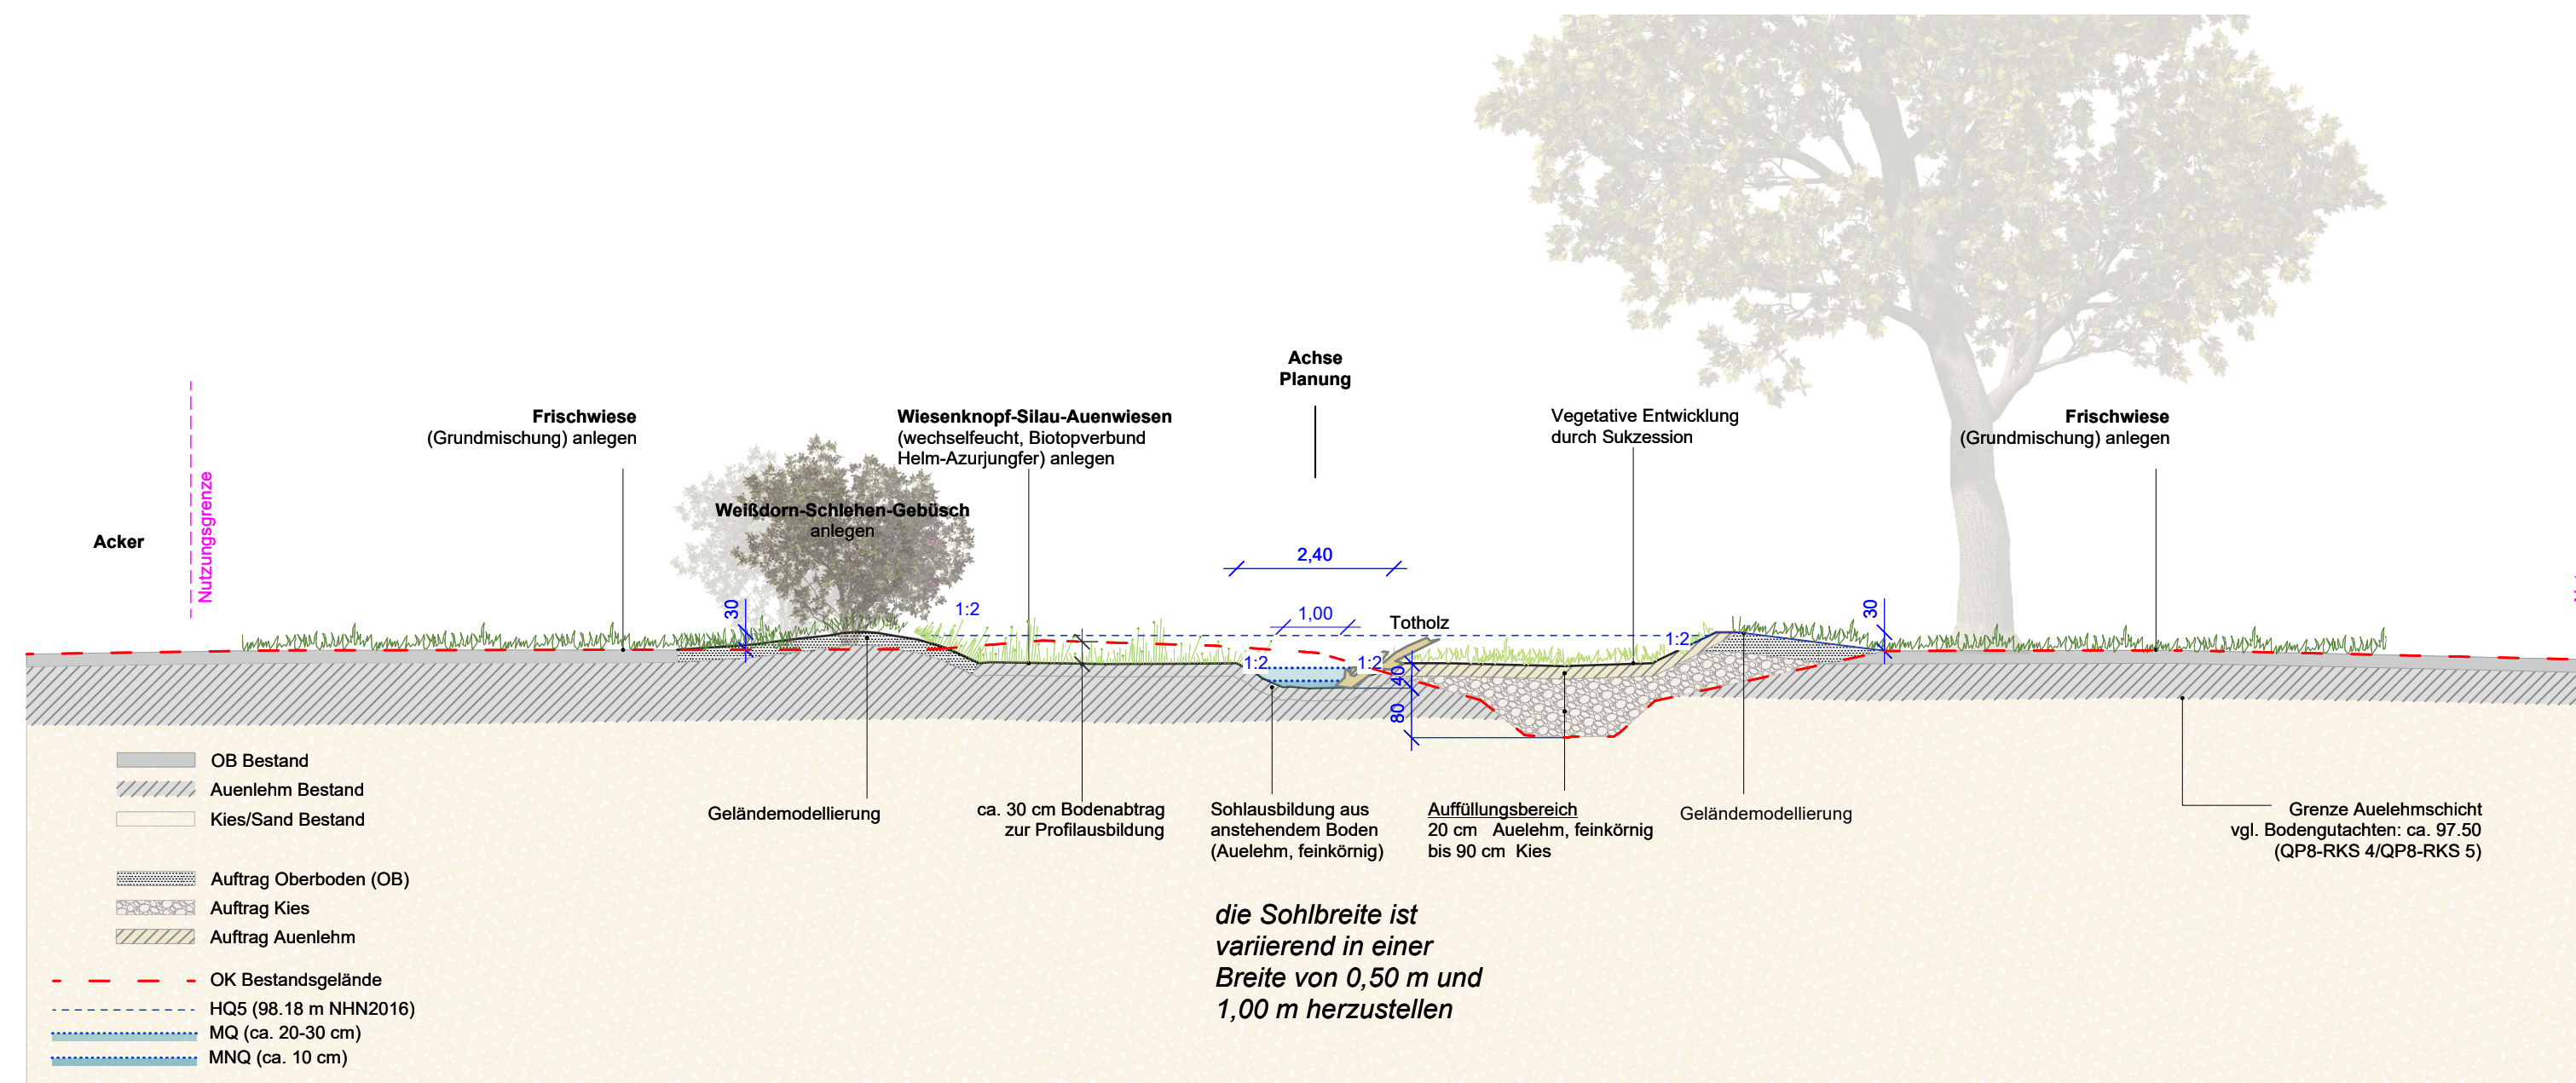 Achse
Planung
Frischwiese
(Grundmischung) anlegen
Wiesenknopf-Silau-Auenwiesen
(wechselfeucht, Biotopverbund
Helm-Azurjungfer) anlegen
Vegetative Entwicklung
durch Sukzession
Frischwiese
(Grundmischung) anlegen
Nutzungsgrenze
Acker
Weißdorn-Schlehen-Gebüsch
anlegen
2,40
30
1:2
1,00
Totholz
1:2
30
1:2
1:2
40
80
OB Bestand
Auenlehm Bestand
Kies/Sand Bestand
Auftrag Oberboden (OB)
Auftrag Kies
Auftrag Auenlehm
OK Bestandsgelände
HQ5 (98.18 m NHN2016)
MQ (ca. 20-30 cm)
MNQ (ca. 10 cm)
Geländemodellierung
ca. 30 cm Bodenabtrag
zur Profilausbildung
Sohlausbildung aus
anstehendem Boden
(Auelehm, feinkörnig)
Auffüllungsbereich
20 cm Auelehm, feinkörnig
bis 90 cm Kies
Geländemodellierung
Grenze Auelehmschicht
vgl. Bodengutachten: ca. 97.50
(QP8-RKS 4/QP8-RKS 5)
die Sohlbreite ist
variierend in einer
Breite von 0,50 m und
1,00 m herzustellen